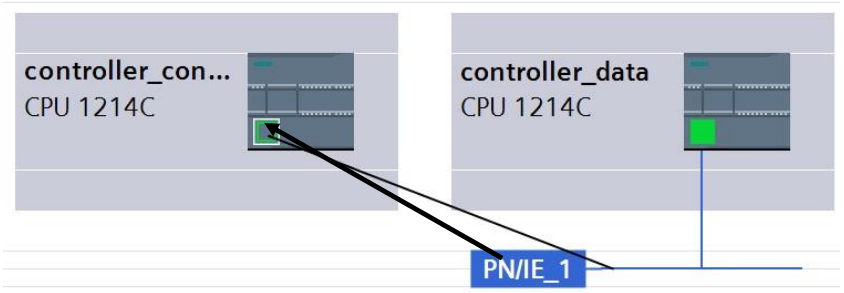 controller_con...
CPU 1214C
controller_data
CPU 1214C
PN/IE_1